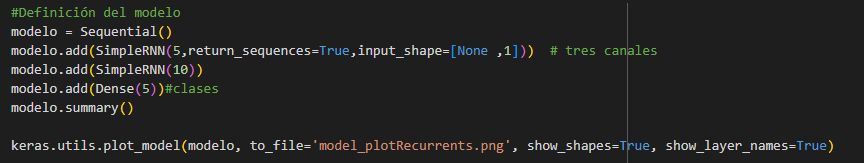 #Definición del modelo
modelo = Sequential()
modelo.add(SimpleRNN(5,return_sequences=True,input_shape=[None ,1]))  # tres canales
modelo.add(SimpleRNN(10))
modelo.add(Dense(5))#clases
modelo.summary()
keras.utils.plot_model(modelo, to_file='model_plotRecurrents.png', show_shapes=True, show_layer_names=True)